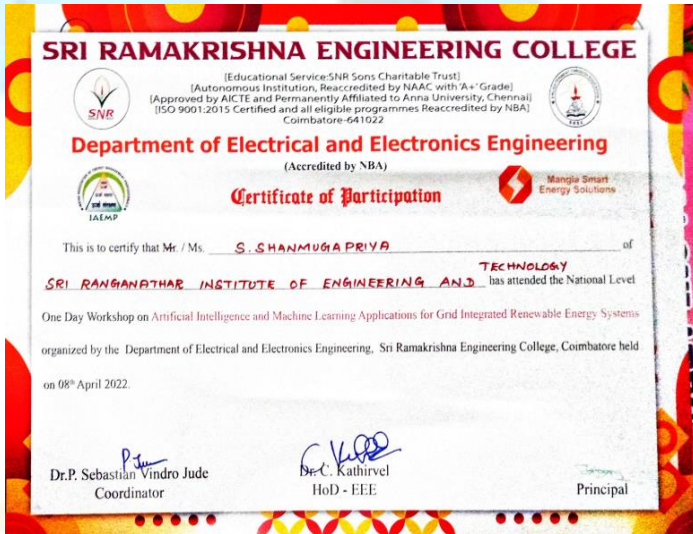 SRI RAMAKRISHNA ENGINEERING COLLEGE
[Educational Service:SNR Sons Charitable Trust]
[Autonomous Institution, Reaccredited by NAAC with 'A+' Grade]
[Approved by AICTE and Permanently Affiliated to Anna University, Chennai]
[ISO 9001:2015 Certified and all eligible programmes Reaccredited by NBA]
Coimbatore-641022
SNR
Department of Electrical and Electronics Engineering
(Accredited by NBA)
IAEMP
Certificate of Participation
Mangla Smart
Energy Solutions
This is to certify that Mr. / Ms. S. SHANMUGAPRIYA of
SRI RANGANATHAR INSTITUTE OF ENGINEERING AND TECHNOLOGY has attended the National Level
One Day Workshop on Artificial Intelligence and Machine Learning Applications for Grid Integrated Renewable Energy Systems
organized by the Department of Electrical and Electronics Engineering, Sri Ramakrishna Engineering College, Coimbatore held
on 08th April 2022.
Dr.P. Sebastian Vindro Jude
Coordinator
Dr.C. Kathirvel
HoD - EEE
Principal